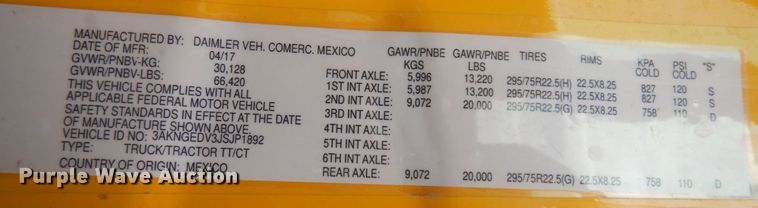 MANUFACTURED BY: DAIMLER VEH. COMERC. MEXICO
DATE OF MFR: 04/17
GVWR/PNBV-KG: 30,128
GVWR/PNBV-LBS: 66,420
THIS VEHICLE COMPLIES WITH ALL
APPLICABLE FEDERAL MOTOR VEHICLE
SAFETY STANDARDS IN EFFECT AT THE DATE
OF MANUFACTURE SHOWN ABOVE.
VEHICLE ID NO: 3AKNGEDV3JSJP1892
TYPE: TRUCK/TRACTOR TT/CT
COUNTRY OF ORIGIN: MEXICO
GAWR/PNBE GAWR/PNBE TIRES RIMS KPA PSI "S"
KGS LBS COLD COLD
FRONT AXLE: 5,996 13,220 295/75R22.5(H) 22.5X8.25 827 120 S
1ST INT AXLE: 5,987 13,200 295/75R22.5(H) 22.5X8.25 827 120 S
2ND INT AXLE: 9,072 20,000 295/75R22.5(G) 22.5X8.25 758 110 D
3RD INT AXLE:
4TH INT AXLE:
5TH INT AXLE:
6TH INT AXLE:
REAR AXLE: 9,072 20,000 295/75R22.5(G) 22.5X8.25 758 110 D
Purple Wave Auction